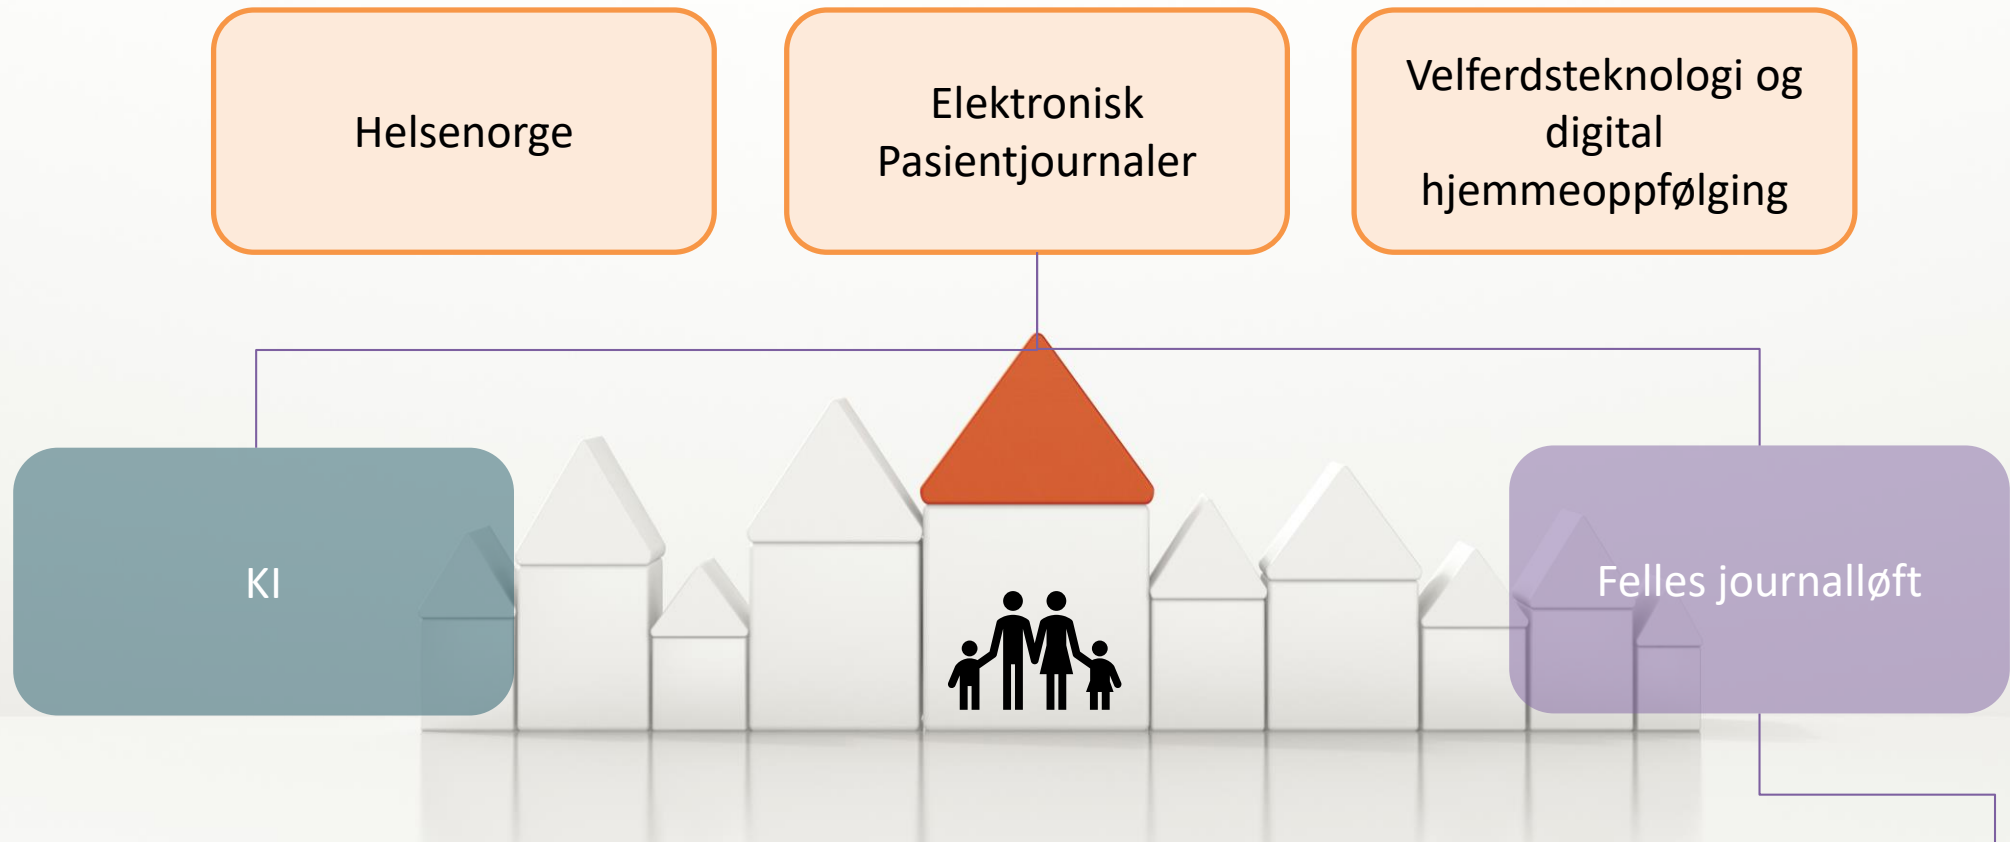 Helsenorge
Elektronisk
Pasientjournaler
Velferdsteknologi og
digital
hjemmeoppfølging
KI
Felles journalløft